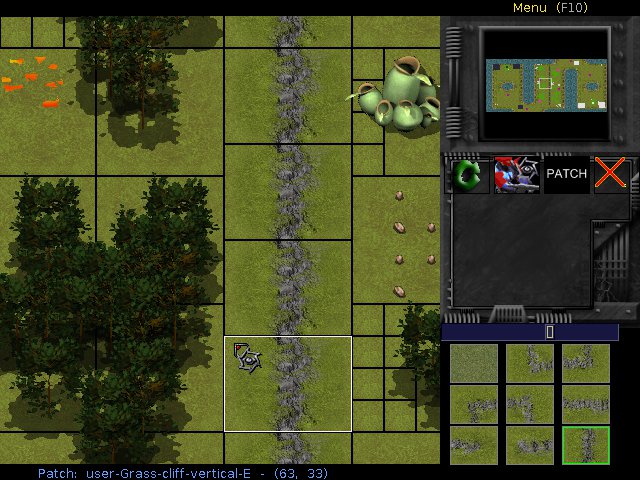 Menu (F10)
PATCH
Patch: user-Grass-cliff-vertical-E - (63, 33)